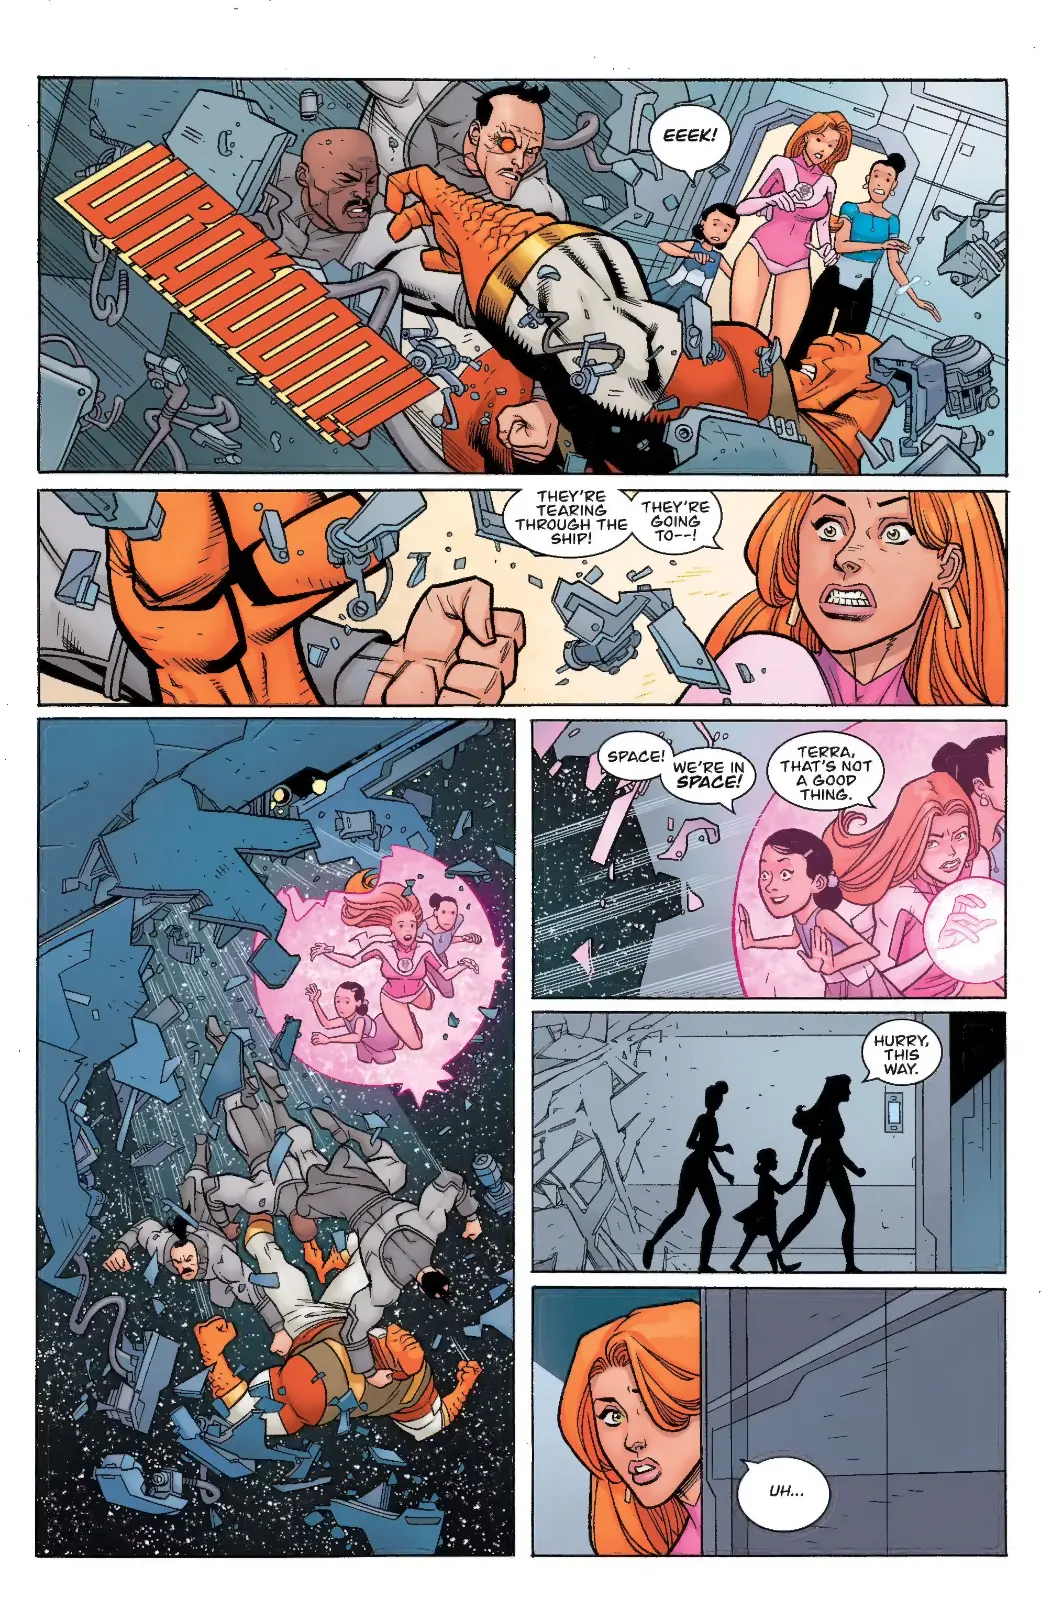 EEEK!
WRAKOOM!!
THEY'RE
TEARING
THROUGH THE
SHIP!
THEY'RE
GOING
TO--!
SPACE!
WE'RE IN
SPACE!
TERRA,
THAT'S NOT
A GOOD
THING.
HURRY,
THIS
WAY.
UH...